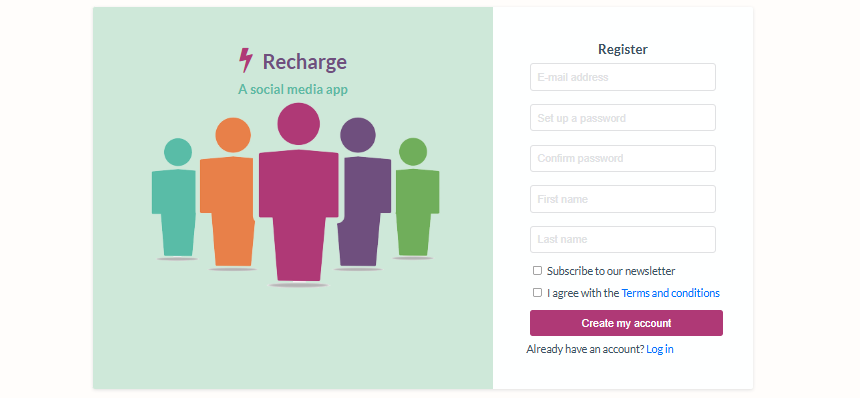 Recharge
A social media app
Register
E-mail address
Set up a password
Confirm password
First name
Last name
Subscribe to our newsletter
I agree with the Terms and conditions
Create my account
Already have an account? Log in